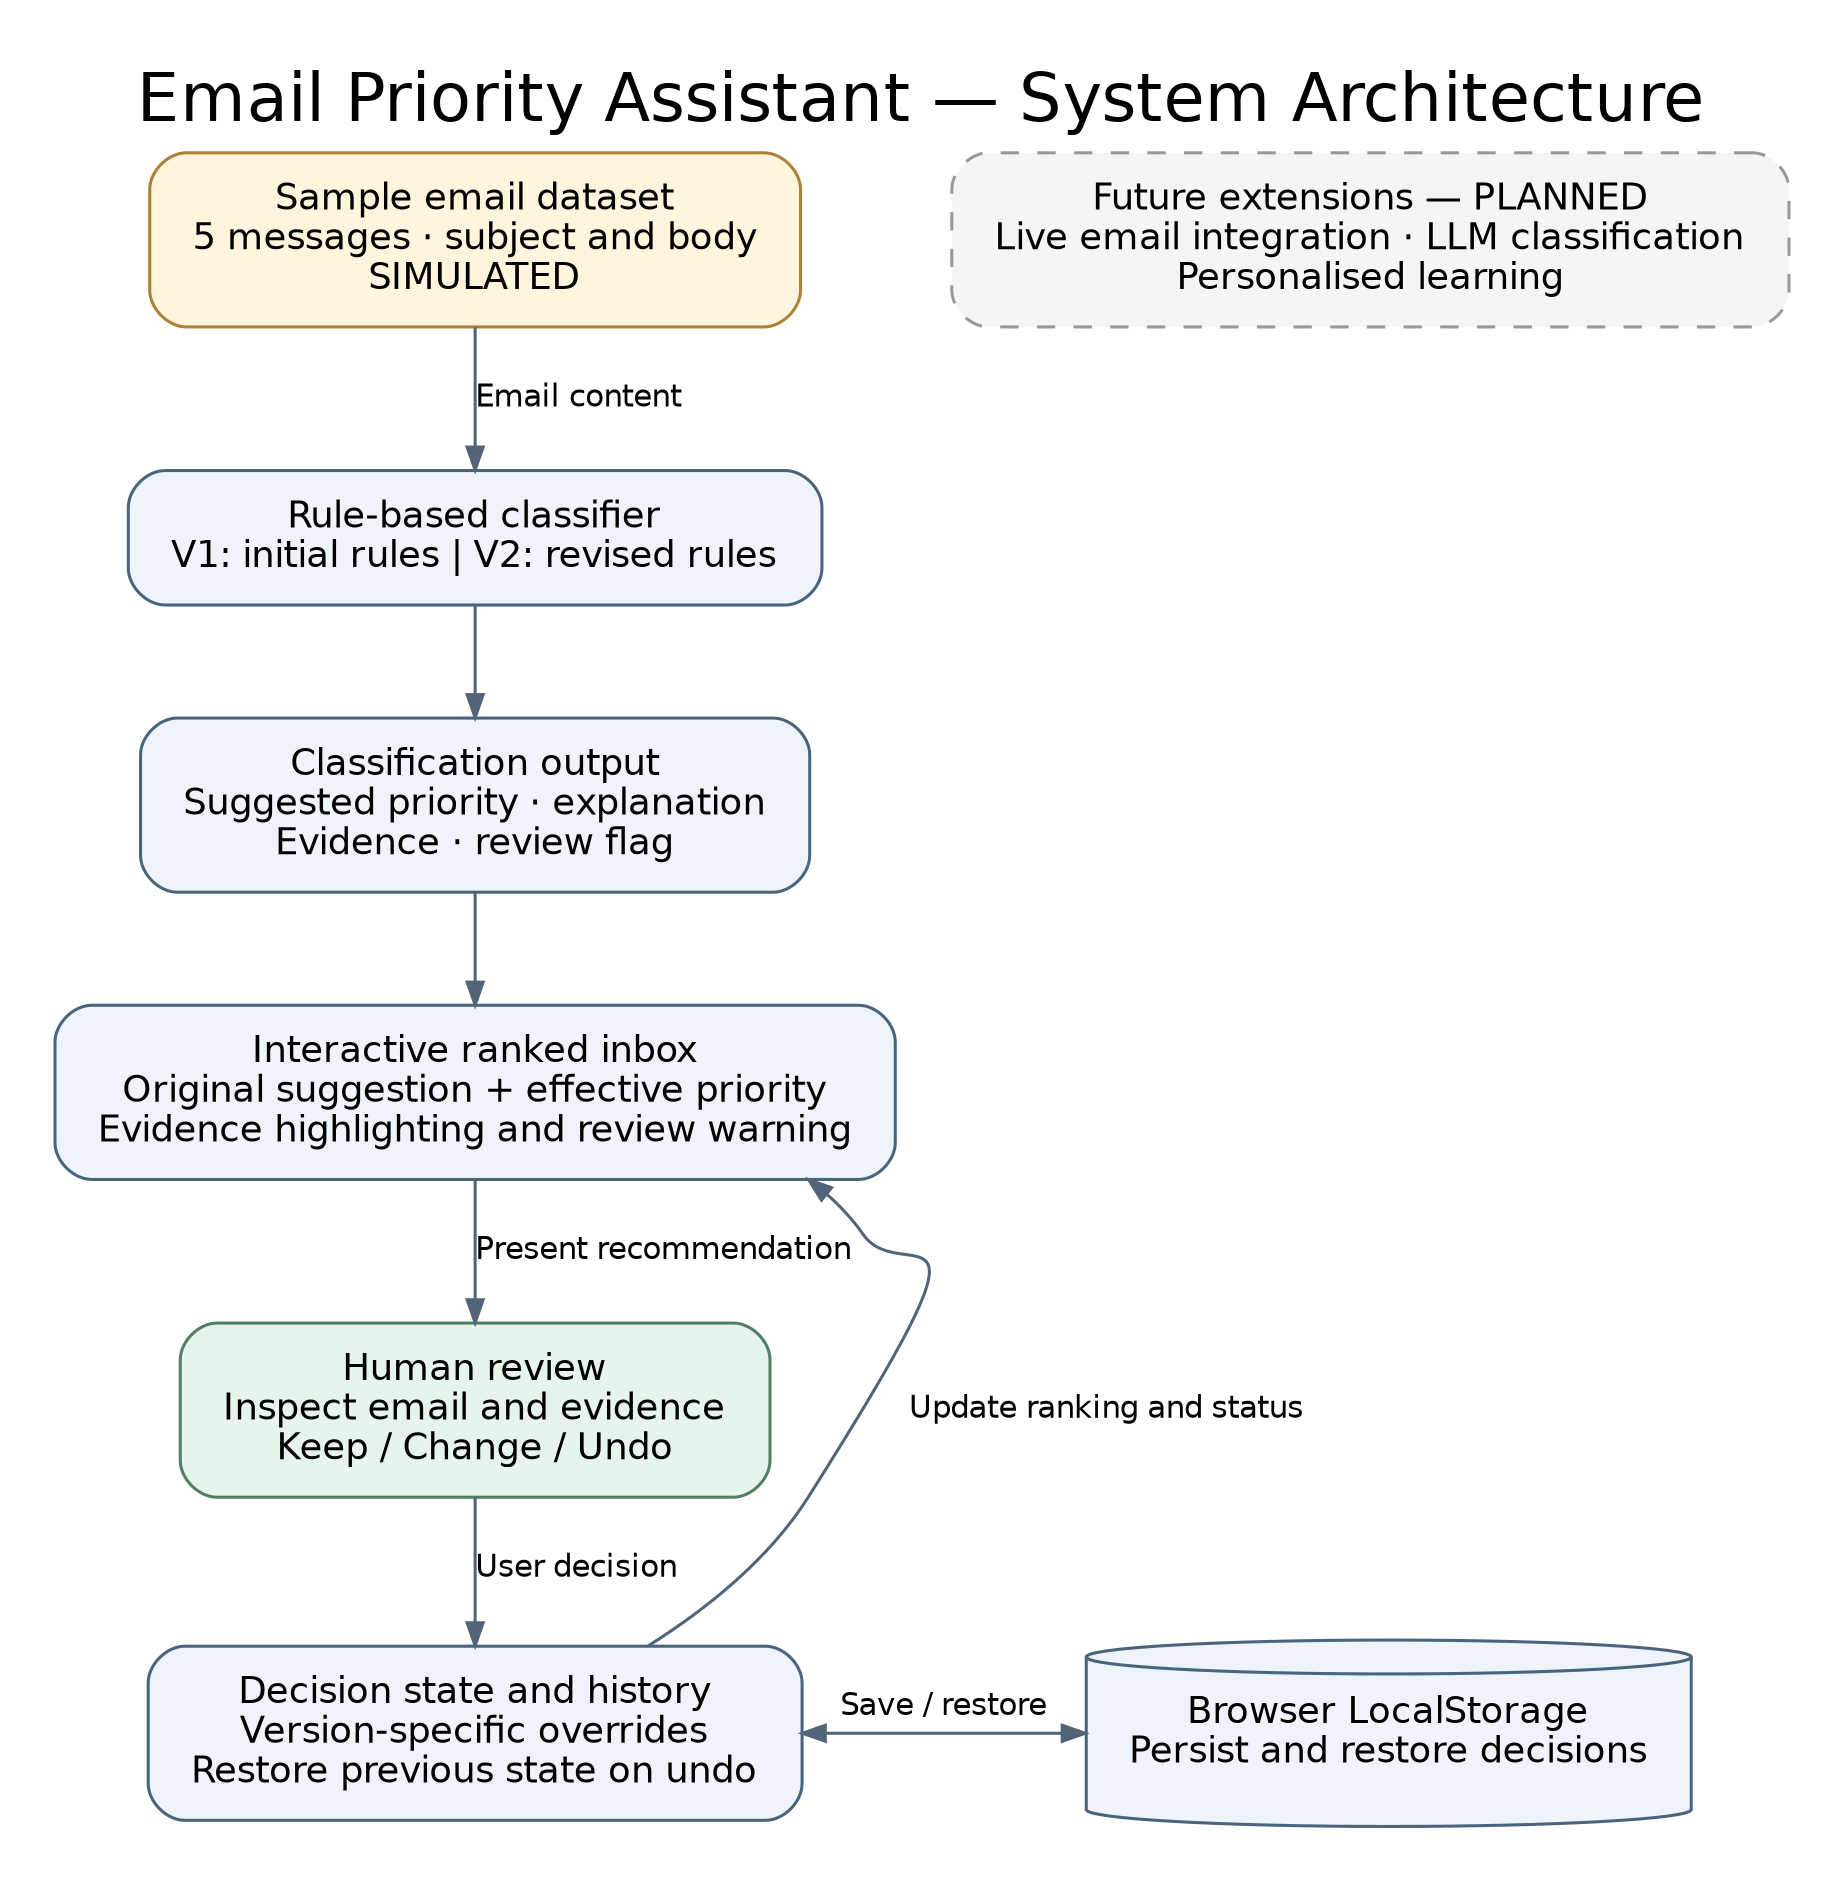 Email Priority Assistant — System Architecture
Sample email dataset
5 messages · subject and body
SIMULATED
Future extensions — PLANNED
Live email integration · LLM classification
Personalised learning
Email content
Rule-based classifier
V1: initial rules | V2: revised rules
Classification output
Suggested priority · explanation
Evidence · review flag
Interactive ranked inbox
Original suggestion + effective priority
Evidence highlighting and review warning
Present recommendation
Human review
Inspect email and evidence
Keep / Change / Undo
Update ranking and status
User decision
Decision state and history
Version-specific overrides
Restore previous state on undo
Save / restore
Browser LocalStorage
Persist and restore decisions